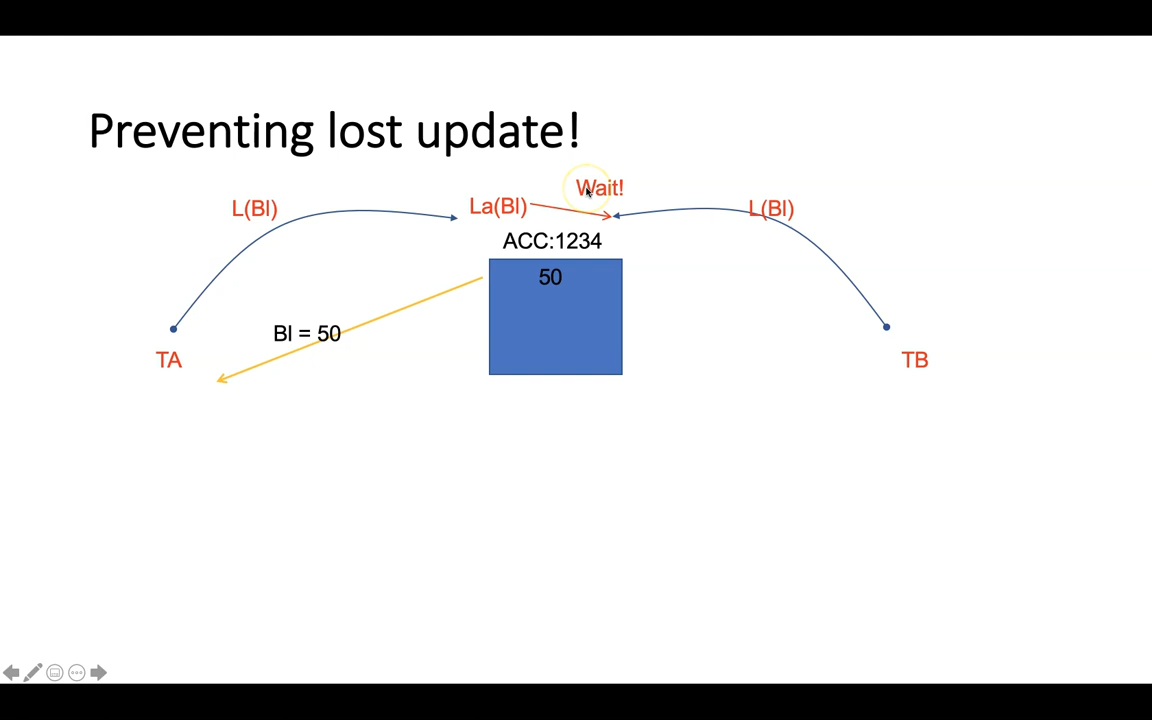 Preventing lost update!
Wait!
L(Bl)
La(Bl)
L(Bl)
ACC:1234
50
Bl = 50
TA
TB